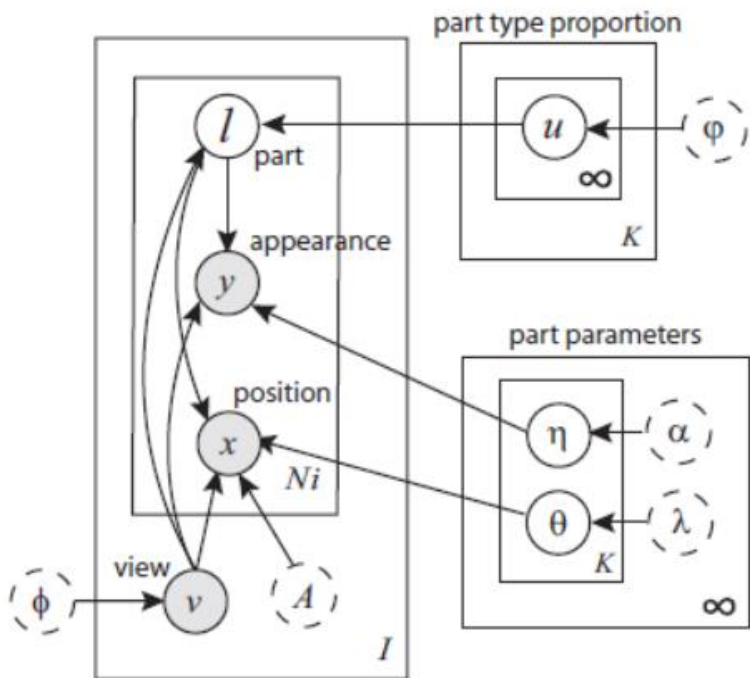 part type proportion
l
u
φ
part
∞
K
appearance
y
part parameters
position
η
α
x
Ni
θ
λ
K
view
ϕ
v
A
∞
I